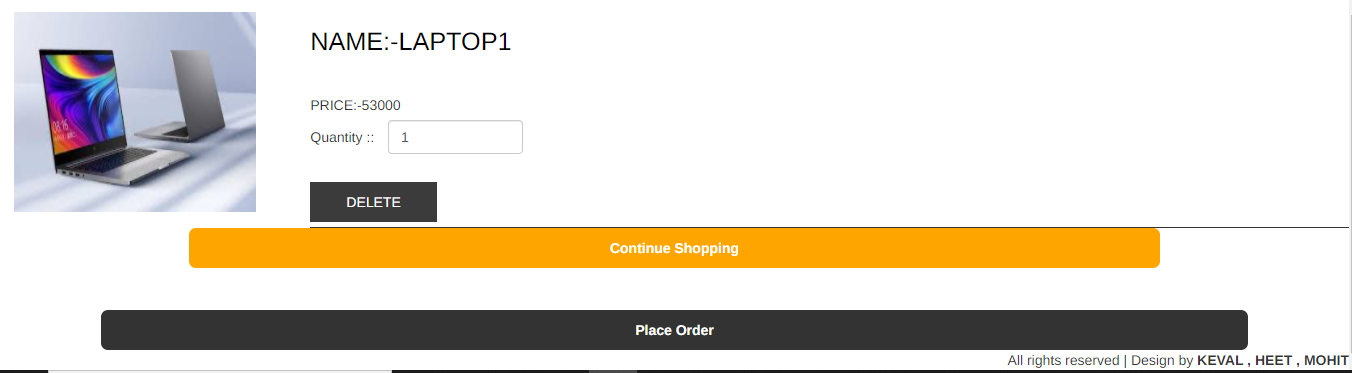 NAME:-LAPTOP1
PRICE:-53000
Quantity :: 1
DELETE
Continue Shopping
Place Order
All rights reserved | Design by KEVAL , HEET , MOHIT